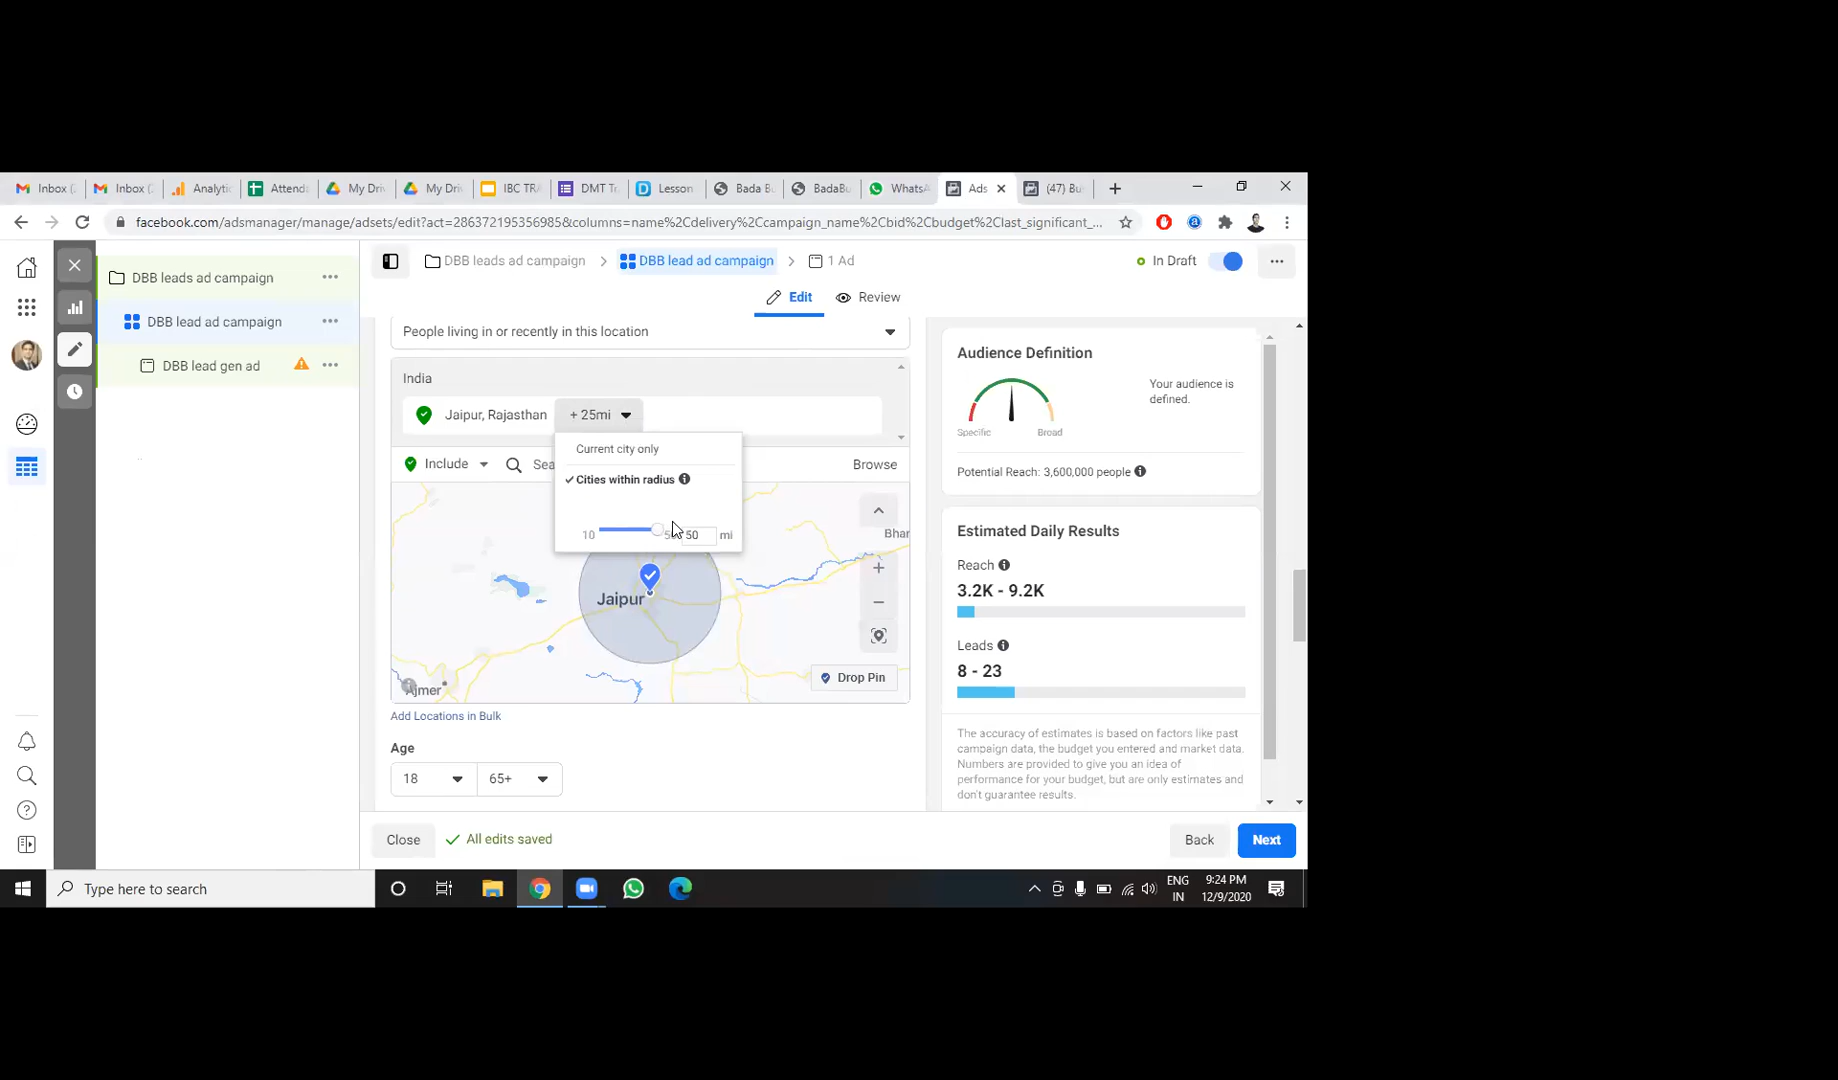 Inbox (
Inbox (
Analytic
Attend
My Driv
My Driv
IBC TRA
DMT T
Lesson
Bada B
BadaBu
WhatsA
Ads
(47) Bu
facebook.com/adsmanager/manage/adsets/edit?act=286372195356985&columns=name%2Cdelivery%2Ccampaign_name%2Cbid%2Cbudget%2Clast_significant_...
DBB leads ad campaign
DBB lead ad campaign
DBB lead gen ad
DBB leads ad campaign > DBB lead ad campaign > 1 Ad
In Draft
Edit
Review
People living in or recently in this location
India
Jaipur, Rajasthan + 25mi
Current city only
Include
Sea
Browse
Cities within radius
10
50 mi
Bhar
Jaipur
Ajmer
Drop Pin
Add Locations in Bulk
Age
18
65+
Audience Definition
Your audience is
defined.
Specific
Broad
Potential Reach: 3,600,000 people
Estimated Daily Results
Reach
3.2K - 9.2K
Leads
8 - 23
The accuracy of estimates is based on factors like past
campaign data, the budget you entered and market data.
Numbers are provided to give you an idea of
performance for your budget, but are only estimates and
don't guarantee results.
Close
All edits saved
Back
Next
Type here to search
ENG
IN
9:24 PM
12/9/2020